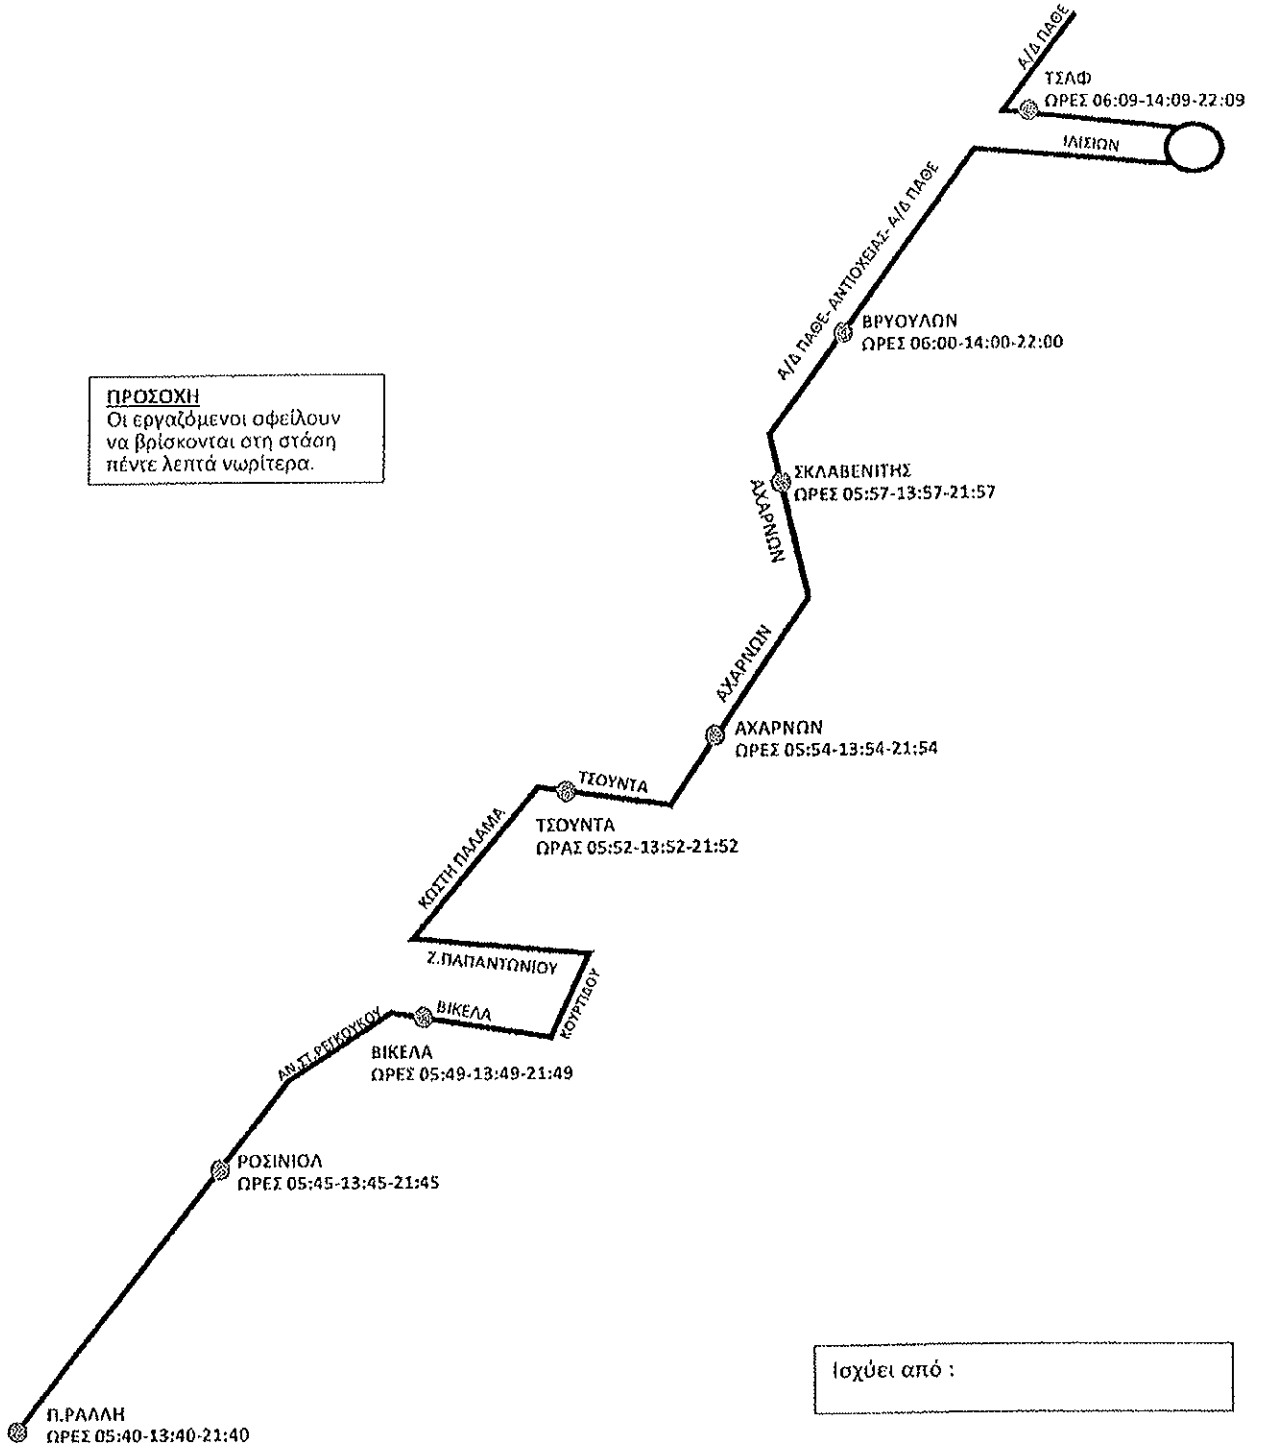 Α/Δ ΠΑΘΕ
ΤΣΑΦ
ΩΡΕΣ 06:09-14:09-22:09
ΙΛΙΣΙΩΝ
Α/Δ ΠΑΘΕ- ΑΝΤΙΟΧΕΙΑΣ- Α/Δ ΠΑΘΕ
ΒΡΥΟΥΛΩΝ
ΩΡΕΣ 06:00-14:00-22:00
ΠΡΟΣΟΧΗ
Οι εργαζόμενοι οφείλουν
να βρίσκονται στη στάση
πέντε λεπτά νωρίτερα.
ΣΚΛΑΒΕΝΙΤΗΣ
ΩΡΕΣ 05:57-13:57-21:57
ΑΧΑΡΝΩΝ
ΑΧΑΡΝΩΝ
ΑΧΑΡΝΩΝ
ΩΡΕΣ 05:54-13:54-21:54
ΤΣΟΥΝΤΑ
ΤΣΟΥΝΤΑ
ΩΡΑΣ 05:52-13:52-21:52
ΚΩΣΤΗ ΠΑΛΑΜΑ
Ζ.ΠΑΠΑΝΤΩΝΙΟΥ
ΚΟΥΡΤΙΔΟΥ
ΒΙΚΕΛΑ
ΑΝ.ΣΤ.ΡΕΓΚΟΥΚΟΥ
ΒΙΚΕΛΑ
ΩΡΕΣ 05:49-13:49-21:49
ΡΟΣΙΝΙΟΛ
ΩΡΕΣ 05:45-13:45-21:45
Ισχύει από :
Π.ΡΑΛΛΗ
ΩΡΕΣ 05:40-13:40-21:40